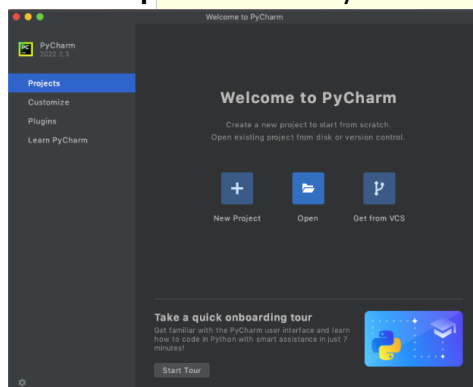 Welcome to PyCharm
PC
PyCharm
2022.2.3
Projects
Customize
Plugins
Learn PyCharm
Welcome to PyCharm
Create a new project to start from scratch.
Open existing project from disk or version control.
New Project
Open
Get from VCS
Take a quick onboarding tour
Get familiar with the PyCharm user interface and learn
how to code in Python with smart assistance in just 7
minutes!
Start Tour